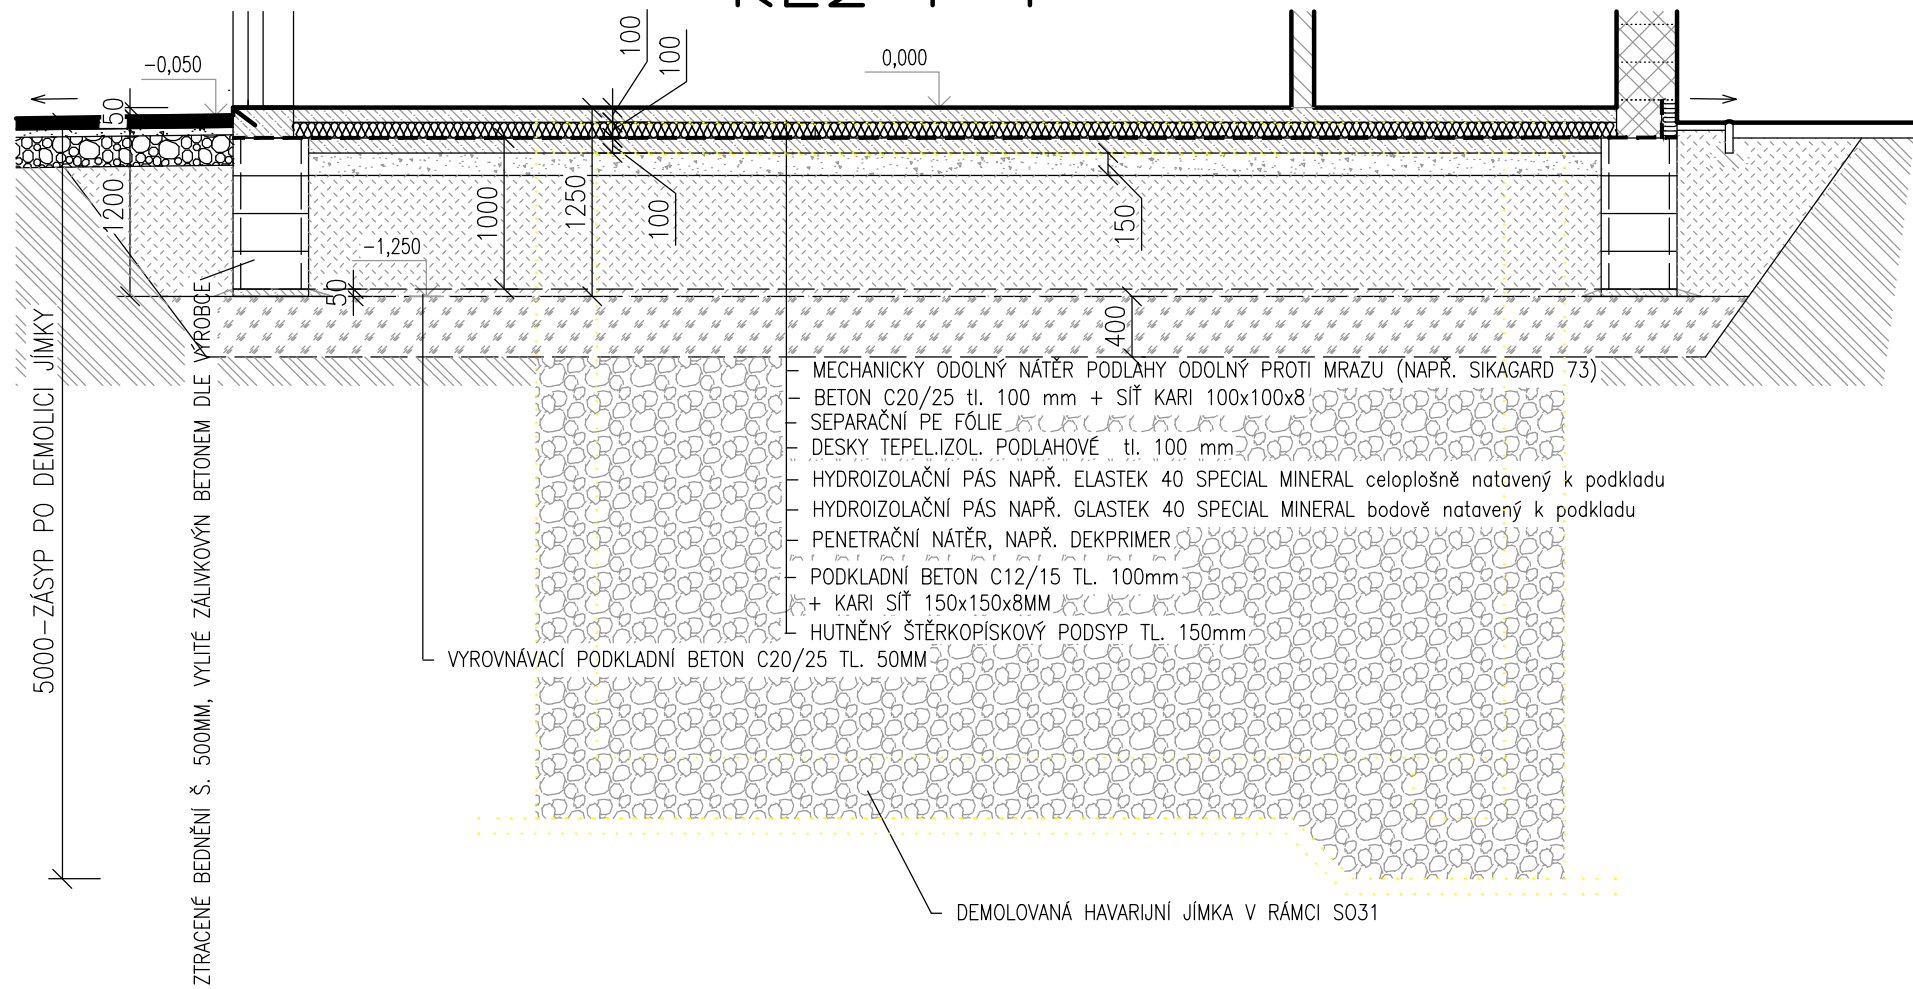 -0,050
0,000
100
100
50
1200
1000
1250
100
150
-1,250
50
400
MECHANICKY ODOLNÝ NÁTĚR PODLAHY ODOLNÝ PROTI MRAZU (NAPŘ. SIKAGARD 73)
BETON C20/25 tl. 100 mm + SÍŤ KARI 100x100x8
SEPARAČNÍ PE FÓLIE
DESKY TEPEL.IZOL. PODLAHOVÉ tl. 100 mm
HYDROIZOLAČNÍ PÁS NAPŘ. ELASTEK 40 SPECIAL MINERAL celoplošně natavený k podkladu
HYDROIZOLAČNÍ PÁS NAPŘ. GLASTEK 40 SPECIAL MINERAL bodově natavený k podkladu
PENETRAČNÍ NÁTĚR, NAPŘ. DEKPRIMER
PODKLADNÍ BETON C12/15 TL. 100mm
+ KARI SÍŤ 150x150x8MM
HUTNĚNÝ ŠTĚRKOPÍSKOVÝ PODSYP TL. 150mm
VYROVNÁVACÍ PODKLADNÍ BETON C20/25 TL. 50MM
5000-ZÁSYP PO DEMOLICI JÍMKY
ZTRACENÉ BEDNĚNÍ Š. 500MM, VYLITÉ ZÁLIVKOVÝN BETONEM DLE VÝROBCE
DEMOLOVANÁ HAVARIJNÍ JÍMKA V RÁMCI SO31